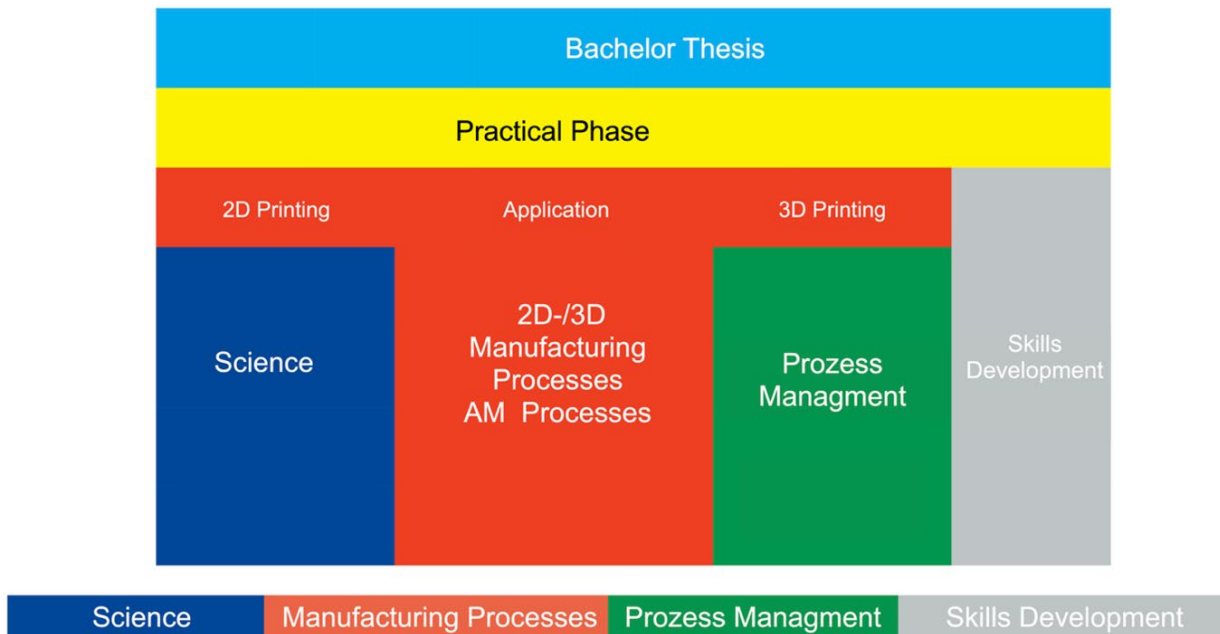 Bachelor Thesis
Practical Phase
2D Printing
Application
3D Printing
Science
2D-/3D
Manufacturing
Processes
AM Processes
Prozess
Managment
Skills
Development
Science
Manufacturing Processes
Prozess Managment
Skills Development